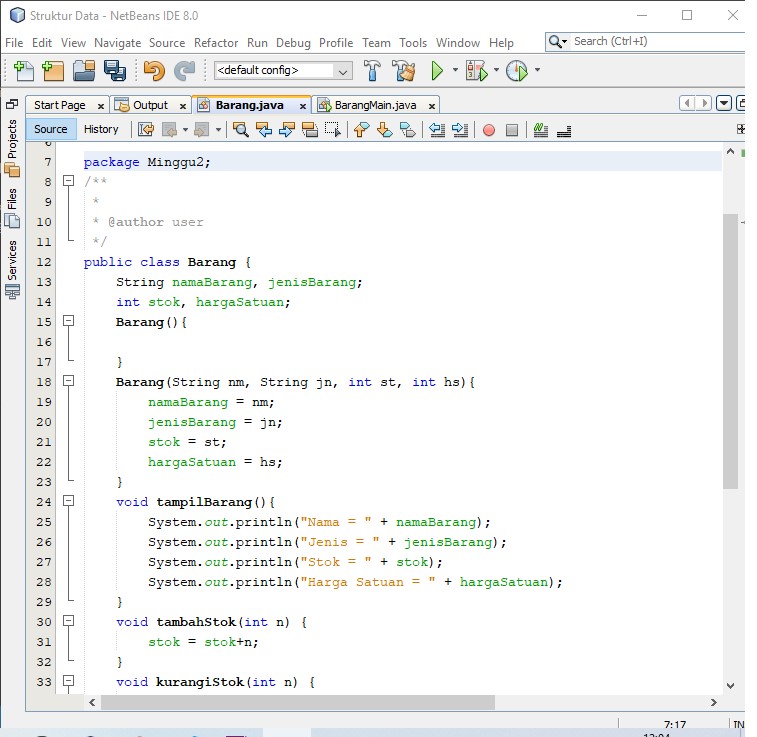 Struktur Data - NetBeans IDE 8.0
File Edit View Navigate Source Refactor Run Debug Profile Team Tools Window Help
Search (Ctrl+I)
<default config>
Start Page Output Barang.java BarangMain.java
Source History
Projects
Files
Services
7 package Minggu2;
8 /**
9 *
10 * @author user
11 */
12 public class Barang {
13 String namaBarang, jenisBarang;
14 int stok, hargaSatuan;
15 Barang(){
16
17 }
18 Barang(String nm, String jn, int st, int hs){
19 namaBarang = nm;
20 jenisBarang = jn;
21 stok = st;
22 hargaSatuan = hs;
23 }
24 void tampilBarang(){
25 System.out.println("Nama = " + namaBarang);
26 System.out.println("Jenis = " + jenisBarang);
27 System.out.println("Stok = " + stok);
28 System.out.println("Harga Satuan = " + hargaSatuan);
29 }
30 void tambahStok(int n) {
31 stok = stok+n;
32 }
33 void kurangiStok(int n) {
7:17 IN